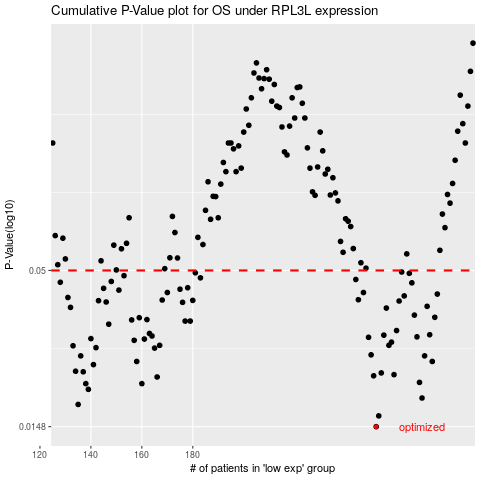 Cumulative P-Value plot for OS under RPL3L expression
P-Value(log10)
0.05
0.0148
optimized
120 140 160 180
# of patients in 'low exp' group